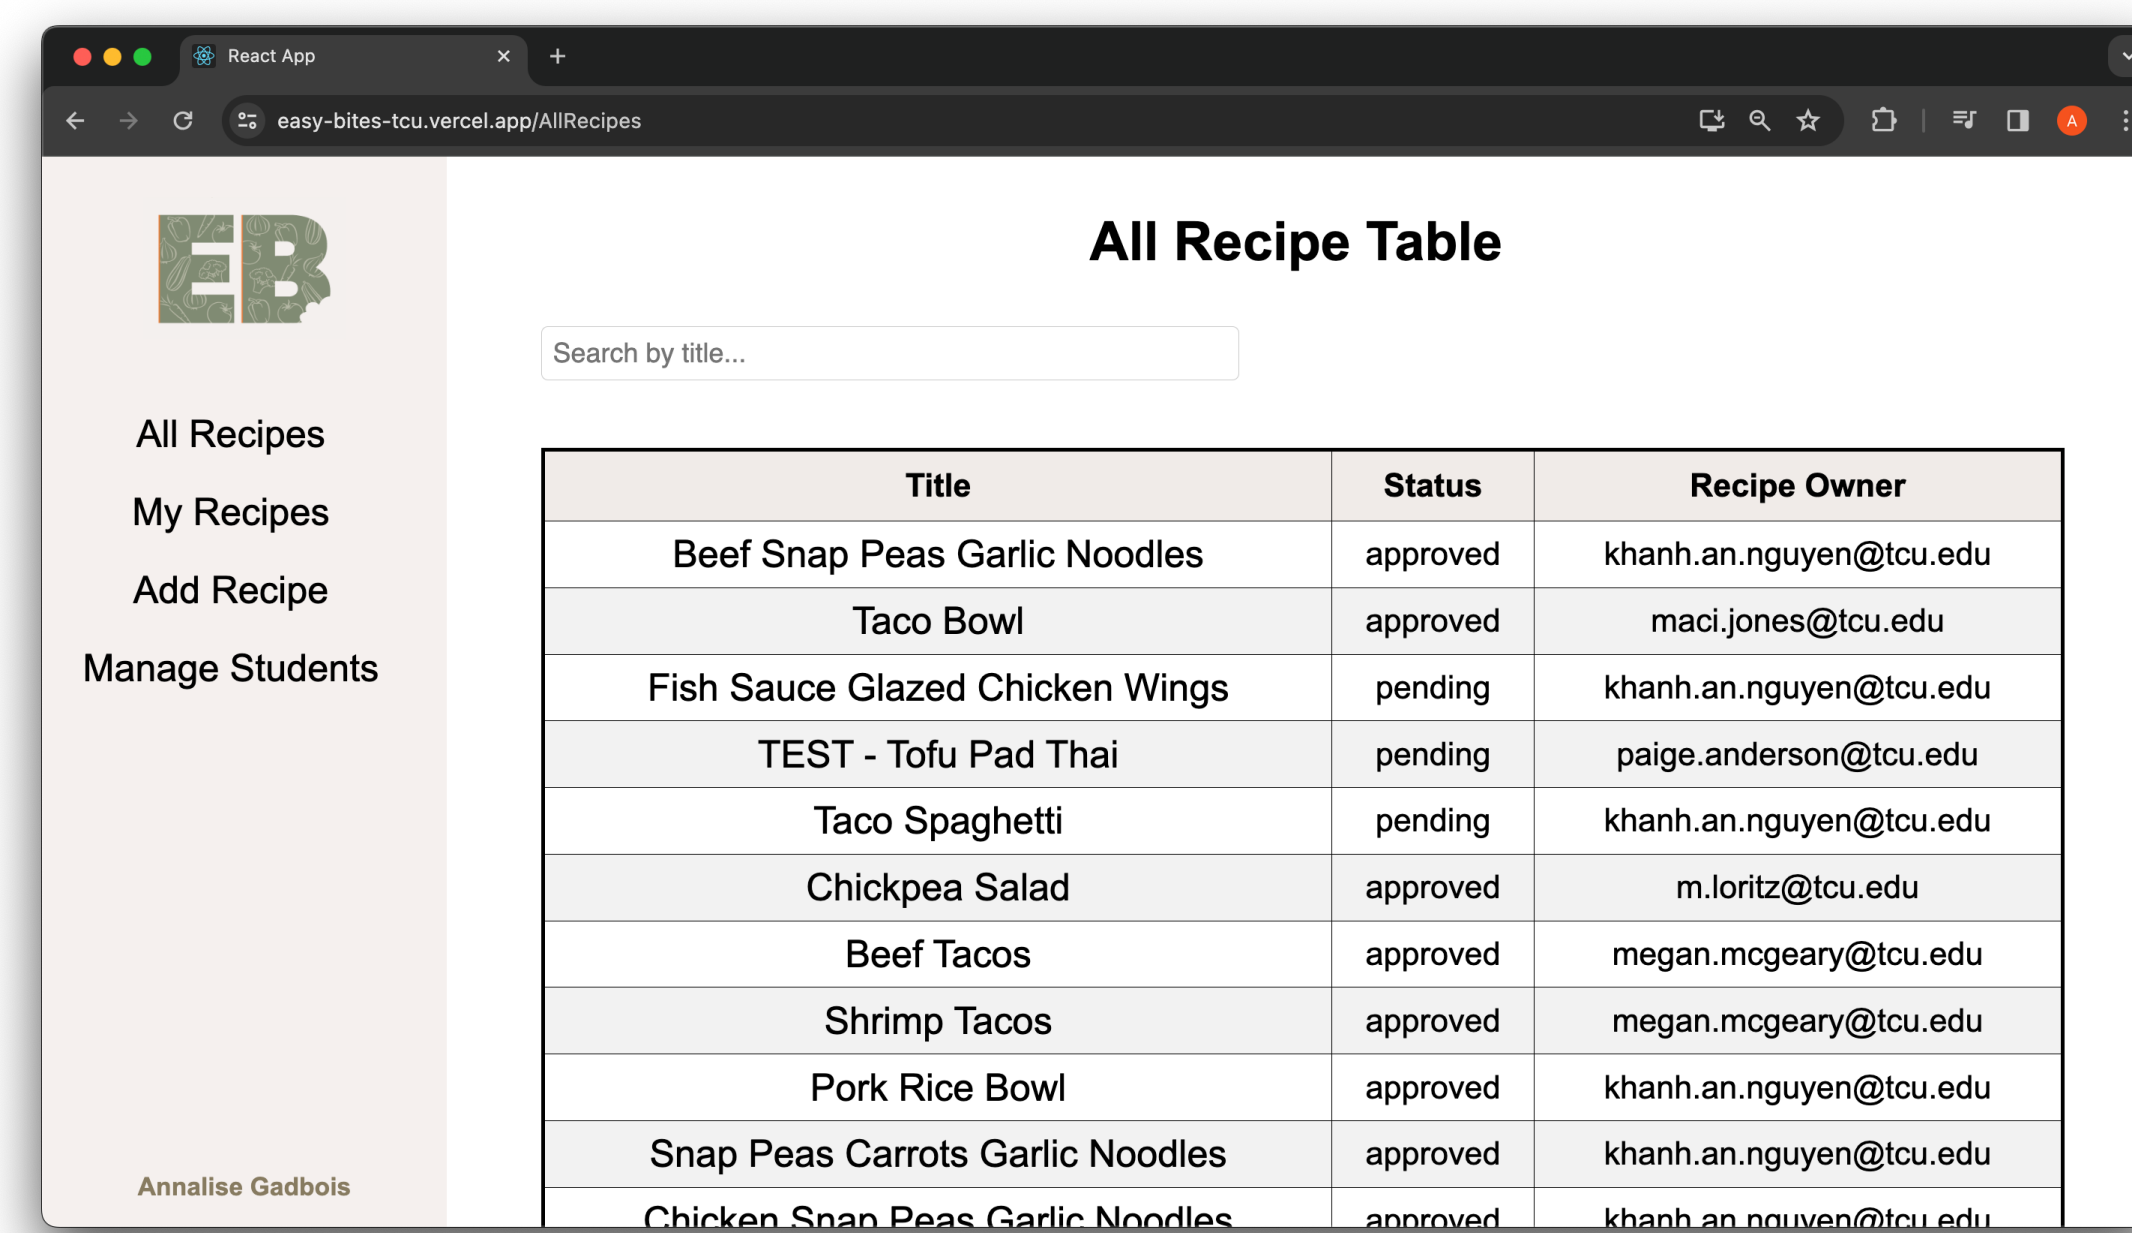 React App
easy-bites-tcu.vercel.app/AllRecipes
A
EB
All Recipes
My Recipes
Add Recipe
Manage Students
Annalise Gadbois
All Recipe Table
Search by title...
Title Status Recipe Owner
Beef Snap Peas Garlic Noodles approved khanh.an.nguyen@tcu.edu
Taco Bowl approved maci.jones@tcu.edu
Fish Sauce Glazed Chicken Wings pending khanh.an.nguyen@tcu.edu
TEST - Tofu Pad Thai pending paige.anderson@tcu.edu
Taco Spaghetti pending khanh.an.nguyen@tcu.edu
Chickpea Salad approved m.loritz@tcu.edu
Beef Tacos approved megan.mcgeary@tcu.edu
Shrimp Tacos approved megan.mcgeary@tcu.edu
Pork Rice Bowl approved khanh.an.nguyen@tcu.edu
Snap Peas Carrots Garlic Noodles approved khanh.an.nguyen@tcu.edu
Chicken Snap Peas Garlic Noodles approved khanh.an.nguyen@tcu.edu